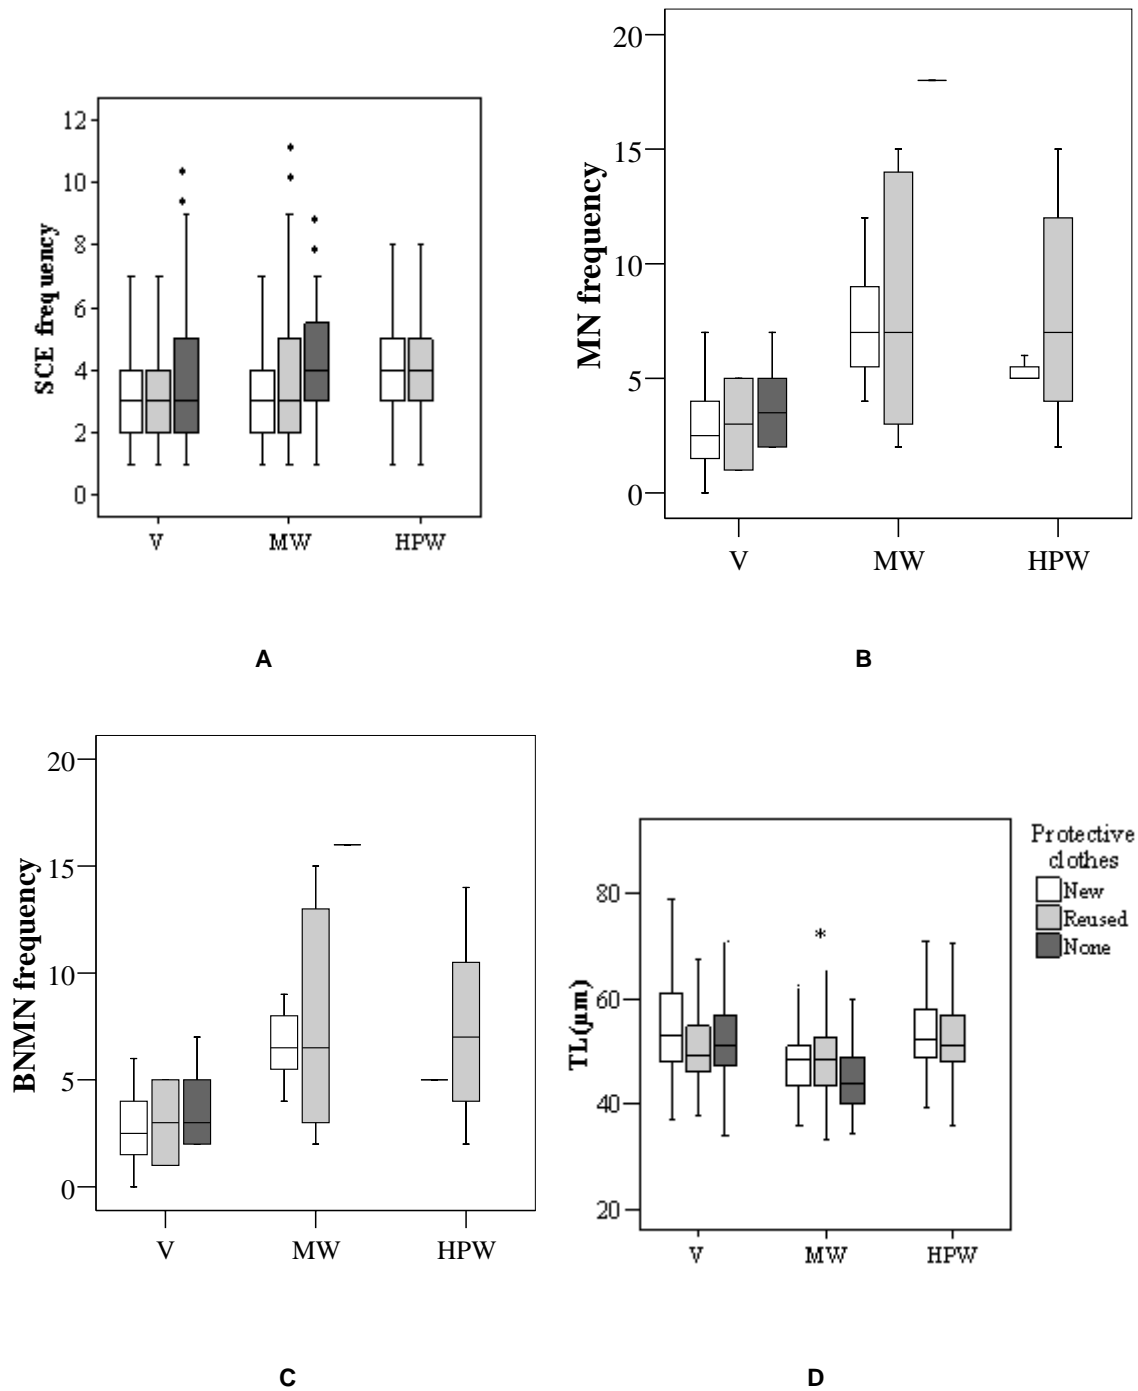 12
10
8
6
4
2
0
SCE frequency
V MW HPW
A
20
15
10
5
0
MN frequency
V MW HPW
B
20
15
10
5
0
BNMN frequency
V MW HPW
C
80
60
40
20
TL(µm)
*
V MW HPW
Protective
clothes
New
Reused
None
D